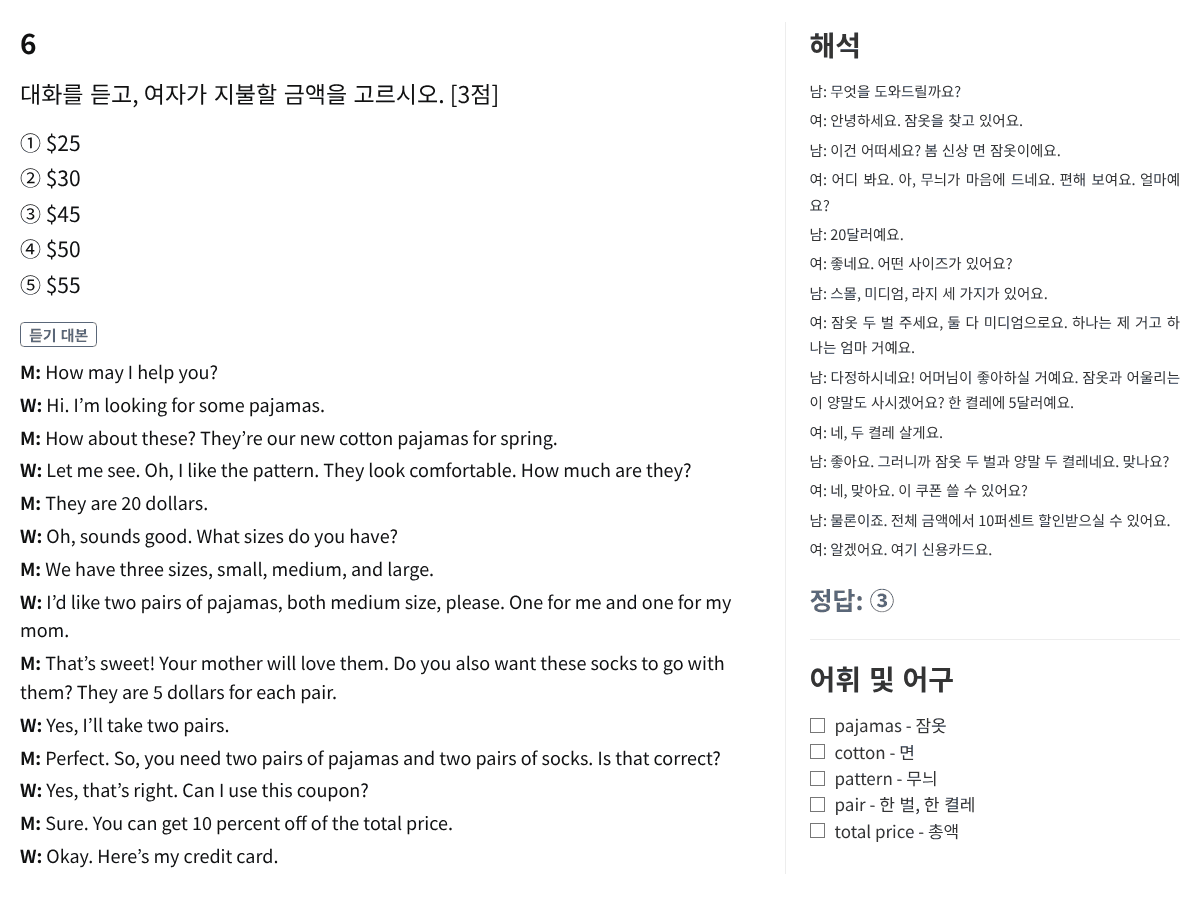 6
대화를 듣고, 여자가 지불할 금액을 고르시오. [3점]
① $25
② $30
③ $45
④ $50
⑤ $55
듣기 대본
M: How may I help you?
W: Hi. I’m looking for some pajamas.
M: How about these? They’re our new cotton pajamas for spring.
W: Let me see. Oh, I like the pattern. They look comfortable. How much are they?
M: They are 20 dollars.
W: Oh, sounds good. What sizes do you have?
M: We have three sizes, small, medium, and large.
W: I’d like two pairs of pajamas, both medium size, please. One for me and one for my
mom.
M: That’s sweet! Your mother will love them. Do you also want these socks to go with
them? They are 5 dollars for each pair.
W: Yes, I’ll take two pairs.
M: Perfect. So, you need two pairs of pajamas and two pairs of socks. Is that correct?
W: Yes, that’s right. Can I use this coupon?
M: Sure. You can get 10 percent off of the total price.
W: Okay. Here’s my credit card.
해석
남: 무엇을 도와드릴까요?
여: 안녕하세요. 잠옷을 찾고 있어요.
남: 이건 어떠세요? 봄 신상 면 잠옷이에요.
여: 어디 봐요. 아, 무늬가 마음에 드네요. 편해 보여요. 얼마예
요?
남: 20달러예요.
여: 좋네요. 어떤 사이즈가 있어요?
남: 스몰, 미디엄, 라지 세 가지가 있어요.
여: 잠옷 두 벌 주세요, 둘 다 미디엄으로요. 하나는 제 거고 하
나는 엄마 거예요.
남: 다정하시네요! 어머님이 좋아하실 거예요. 잠옷과 어울리는
이 양말도 사시겠어요? 한 켤레에 5달러예요.
여: 네, 두 켤레 살게요.
남: 좋아요. 그러니까 잠옷 두 벌과 양말 두 켤레네요. 맞나요?
여: 네, 맞아요. 이 쿠폰 쓸 수 있어요?
남: 물론이죠. 전체 금액에서 10퍼센트 할인받으실 수 있어요.
여: 알겠어요. 여기 신용카드요.
정답: ③
어휘 및 어구
pajamas - 잠옷
cotton - 면
pattern - 무늬
pair - 한 벌, 한 켤레
total price - 총액